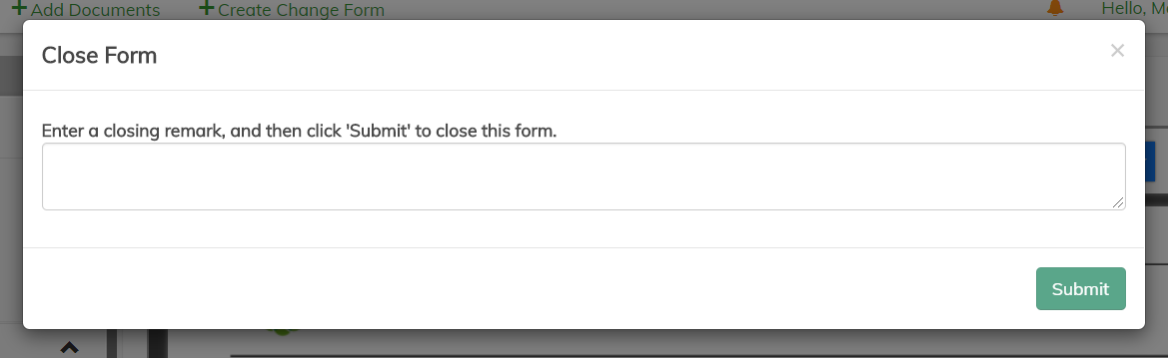 +Add Documents +Create Change Form Hello, M
Close Form ×
Enter a closing remark, and then click 'Submit' to close this form.
Submit